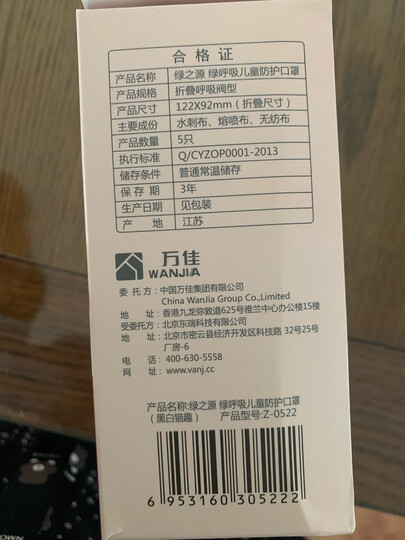 合格证
产品名称 绿之源 绿呼吸儿童防护口罩
产品规格 折叠呼吸阀型
产品尺寸 122X92mm（折叠尺寸）
主要成份 水刺布、熔喷布、无纺布
产品数量 5只
执行标准 Q/CYZOP0001-2013
储存条件 普通常温储存
保存期 3年
生产日期 见包装
产地 江苏
万佳
WANJIA
委托方：中国万佳集团有限公司
China WanJia Group Co.,Limited
地址：香港九龙弥敦道625号雅兰中心办公楼15楼
受委托方：北京东瑞科技有限公司
地址：北京市密云县经济开发区科技路 32号25号
厂房-6
电话：400-630-5558
网址：www.vanj.cc
产品名称:绿之源 绿呼吸儿童防护口罩
（黑白猫趣） 产品型号:Z-0522
6 953160 305222